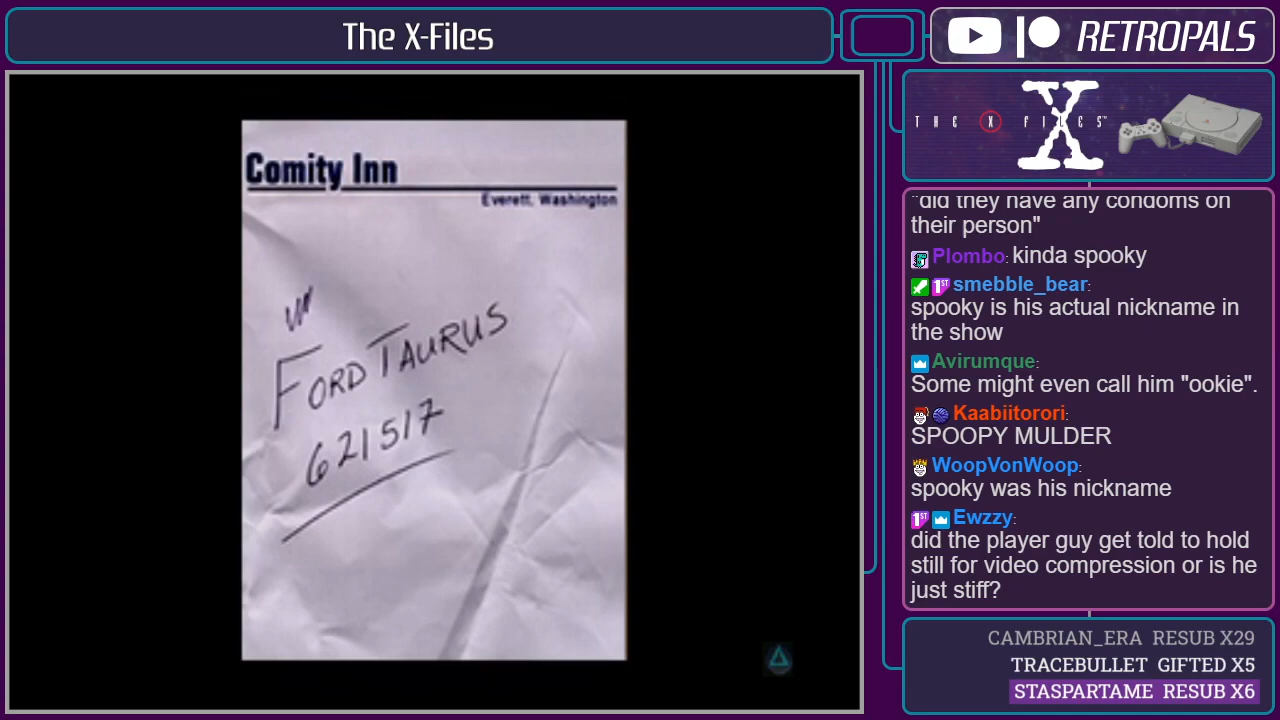 The X-Files
RETROPALS
THE X FILES™
X
Comity Inn
Everett, Washington
FORD TAURUS
621517
"did they have any condoms on
their person"
Plombo: kinda spooky
1ST smebble_bear:
spooky is his actual nickname in
the show
Avirumque:
Some might even call him "ookie".
Kaabiitorori:
SPOOPY MULDER
WoopVonWoop:
spooky was his nickname
1ST Ewzzy:
did the player guy get told to hold
still for video compression or is he
just stiff?
CAMBRIAN_ERA RESUB X29
TRACEBULLET GIFTED X5
STASPARTAME RESUB X6